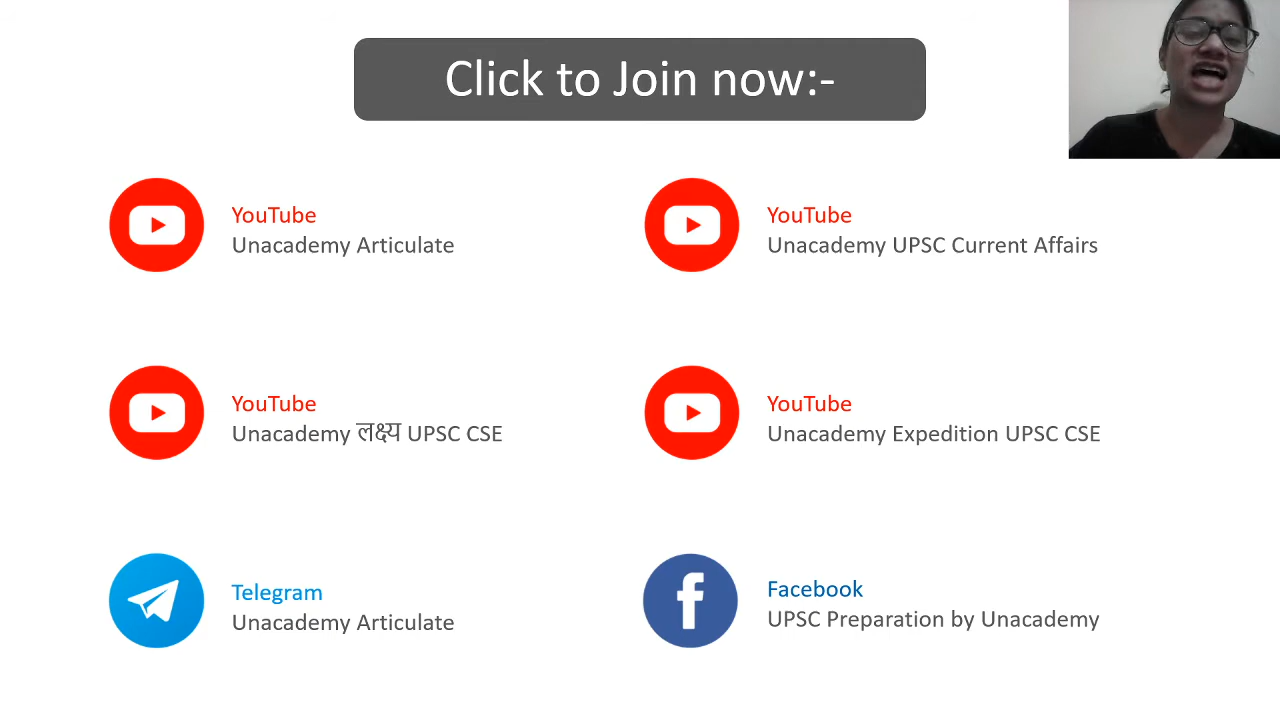 Click to Join now:-
YouTube
Unacademy Articulate
YouTube
Unacademy UPSC Current Affairs
YouTube
Unacademy लक्ष्य UPSC CSE
YouTube
Unacademy Expedition UPSC CSE
Telegram
Unacademy Articulate
Facebook
UPSC Preparation by Unacademy